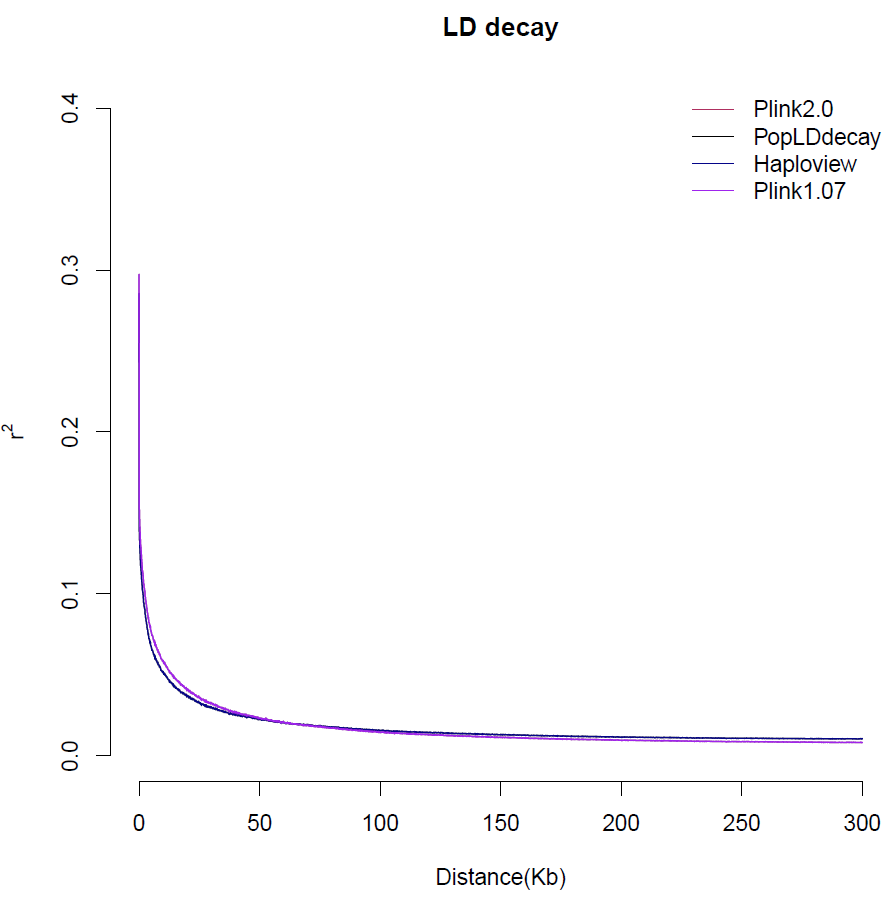 LD decay
Plink2.0
PopLDdecay
Haploview
Plink1.07
0.4
0.3
0.2
0.1
0.0
r²
0 50 100 150 200 250 300
Distance(Kb)